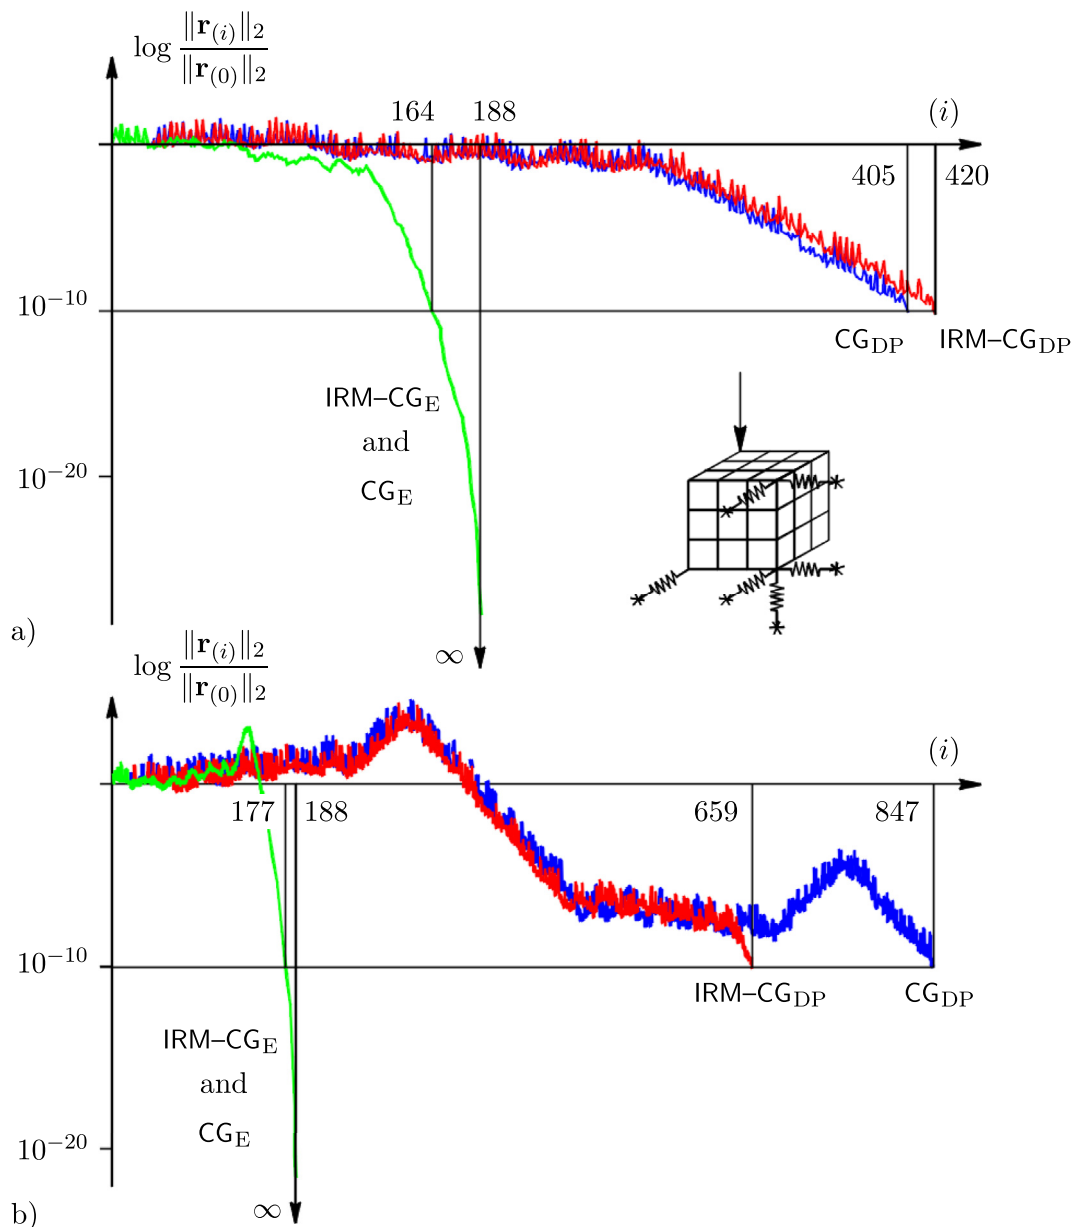 log ‖r(i)‖2 / ‖r(0)‖2
164 188 (i)
405 420
10−10
CGDP IRM–CGDP
IRM–CGE
and
CGE
10−20
a)
∞
log ‖r(i)‖2 / ‖r(0)‖2
(i)
177 188 659 847
10−10
IRM–CGDP CGDP
IRM–CGE
and
CGE
10−20
∞
b)